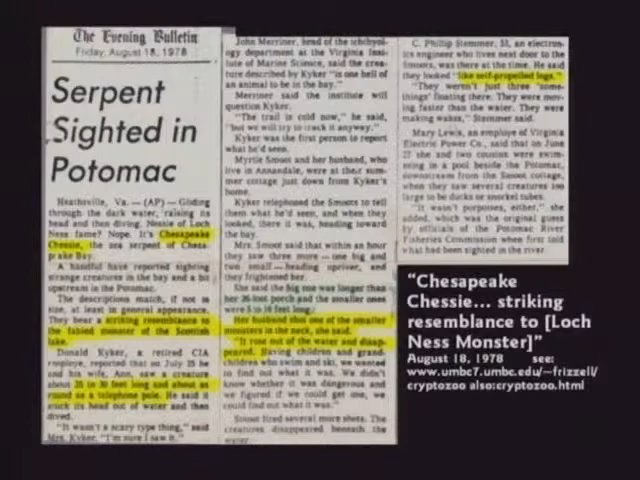 The Evening Bulletin
Friday, August 18, 1978
Serpent
Sighted in
Potomac
Heathsville, Va. — (AP) — Gliding
through the dark water, raising its
head and then diving. Nessie of Loch
Ness fame? Nope. It's Chesapeake
Chessie, the sea serpent of Chesa-
peake Bay.
A handful have reported sighting
strange creatures in the bay and a bit
upstream in the Potomac.
The descriptions match, if not in
size, at least in general appearance.
They bear a striking resemblance to
the fabled monster of the Scottish
lake.
Donald Kyker, a retired CIA
employe, reported that on July 25 he
and his wife, Ann, saw a creature
about 25 to 30 feet long and about as
round as a telephone pole. He said it
stuck its head out of water and then
dived.
"It wasn't a scary type thing," said
Mrs. Kyker. "I'm sure I saw it."
John Merriner, head of the ichthyol-
ogy department at the Virginia Insti-
tute of Marine Science, said the crea-
ture described by Kyker "is one hell of
an animal to be in the bay."
Merriner said the institute will
question Kyker.
"The trail is cold now," he said,
"but we will try to track it anyway."
Kyker was the first person to report
what he'd seen.
Myrtle Smoot and her husband, who
live in Annandale, were at their sum-
mer cottage just down from Kyker's
home.
Kyker telephoned the Smoots to tell
them what he'd seen, and when they
looked, there it was, heading toward
the bay.
Mrs. Smoot said that within an hour
they saw three more — one big and
two small — heading upriver, and
they frightened her.
She said the big one was longer than
her 36-foot porch and the smaller ones
were 5 to 16 feet long.
Her husband shot one of the smaller
monsters in the neck, she said.
"It rose out of the water and disap-
peared. Having children and grand-
children who swim and ski, we wanted
to find out what it was. We didn't
know whether it was dangerous and
we figured if we could get one, we
could find out what it was."
Smoot fired several more shots. The
creatures disappeared beneath the
water.
C. Phillip Stemmer, 53, an electron-
ics engineer who lives next door to the
Smoots, was there at the time. He said
they looked "like self-propelled logs."
"They weren't just three 'some-
things' floating there. They were mov-
ing faster than the water. They were
making wakes," Stemmer said.
Mary Lewis, an employe of Virginia
Electric Power Co., said that on June
27 she and two cousins were swim-
ming in a pool beside the Potomac,
downstream from the Smoot cottage,
when they saw several creatures too
large to be ducks or snorkel tubes.
"It wasn't porpoises, either," she
added, which was the original guess
by officials of the Potomac River
Fisheries Commission when first told
what had been sighted in the river.
"Chesapeake
Chessie... striking
resemblance to [Loch
Ness Monster]"
August 18, 1978 see:
www.umbc7.umbc.edu/~frizzell/
cryptozoo also:cryptozoo.html